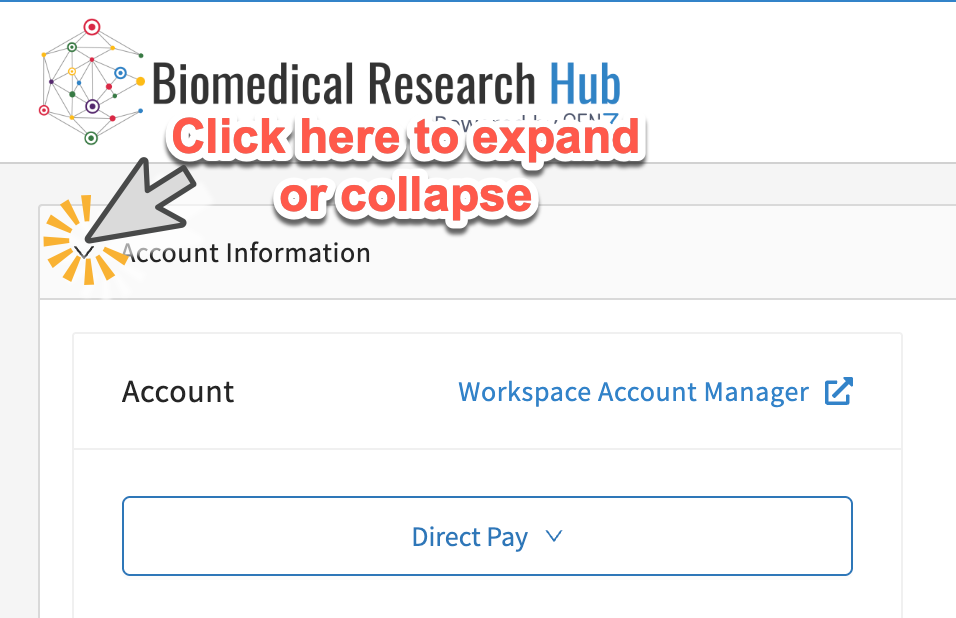 Biomedical Research Hub
Powered by
Click here to expand
or collapse
Account Information
Account
Workspace Account Manager
Direct Pay